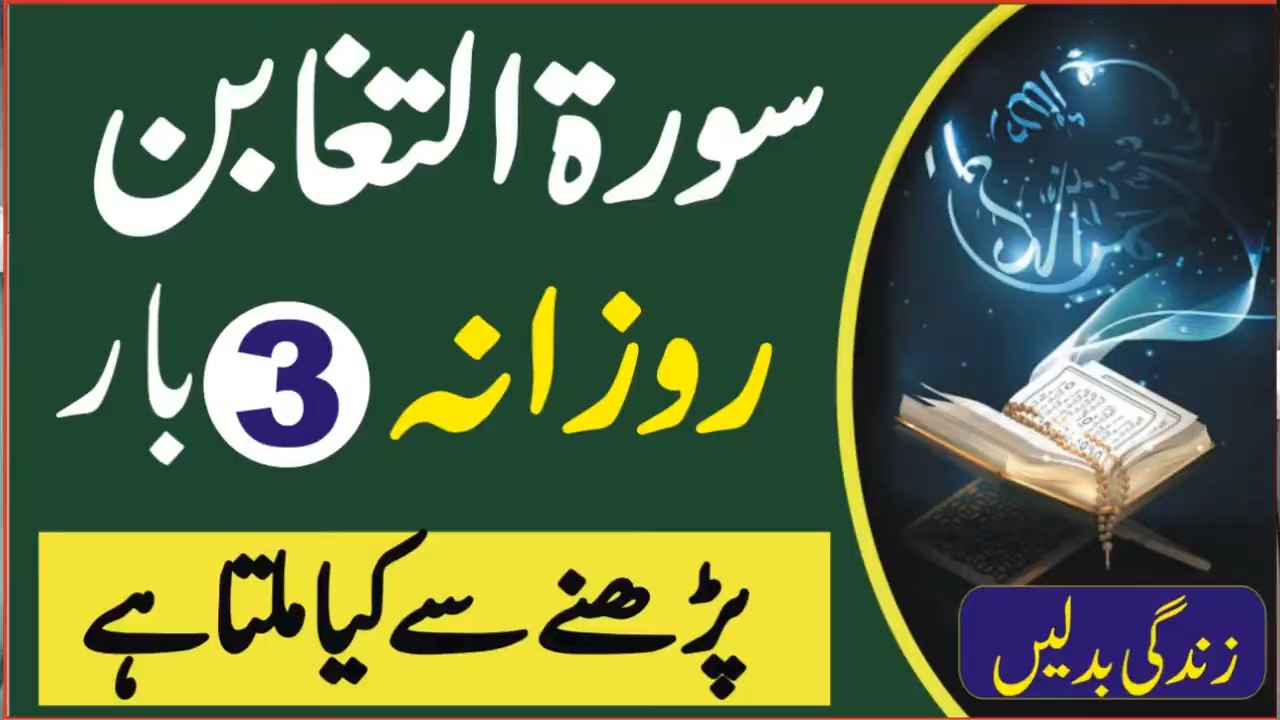 سورۃ التغابن
روزانہ 3 بار
پڑھنے سے کیا ملتا ہے
زندگی بدلیں